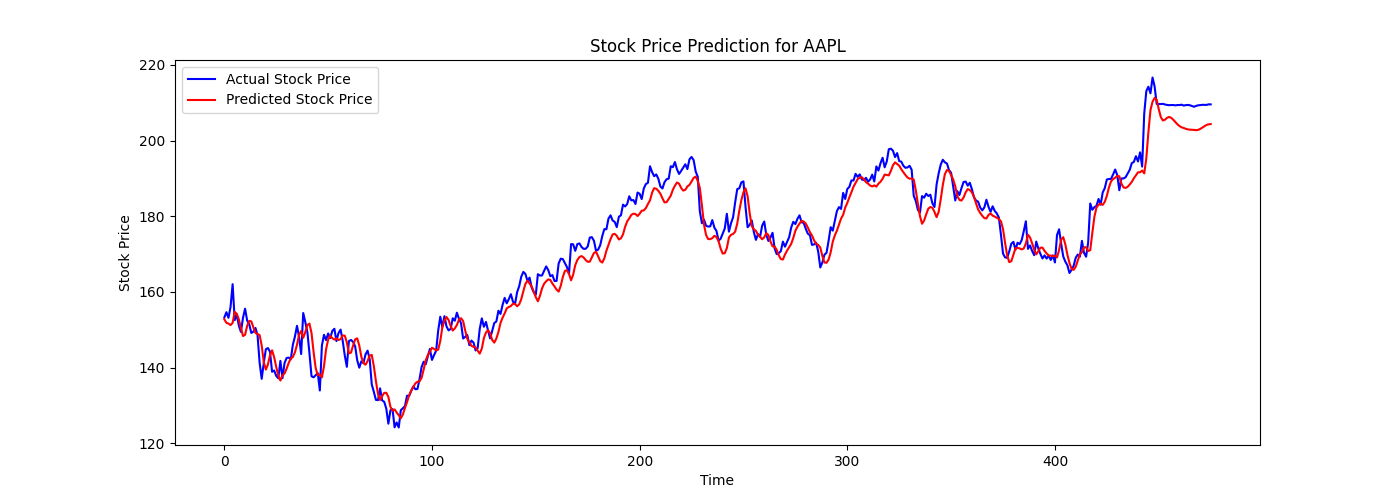 Stock Price Prediction for AAPL
Actual Stock Price
Predicted Stock Price
Stock Price
220
200
180
160
140
120
0 100 200 300 400
Time